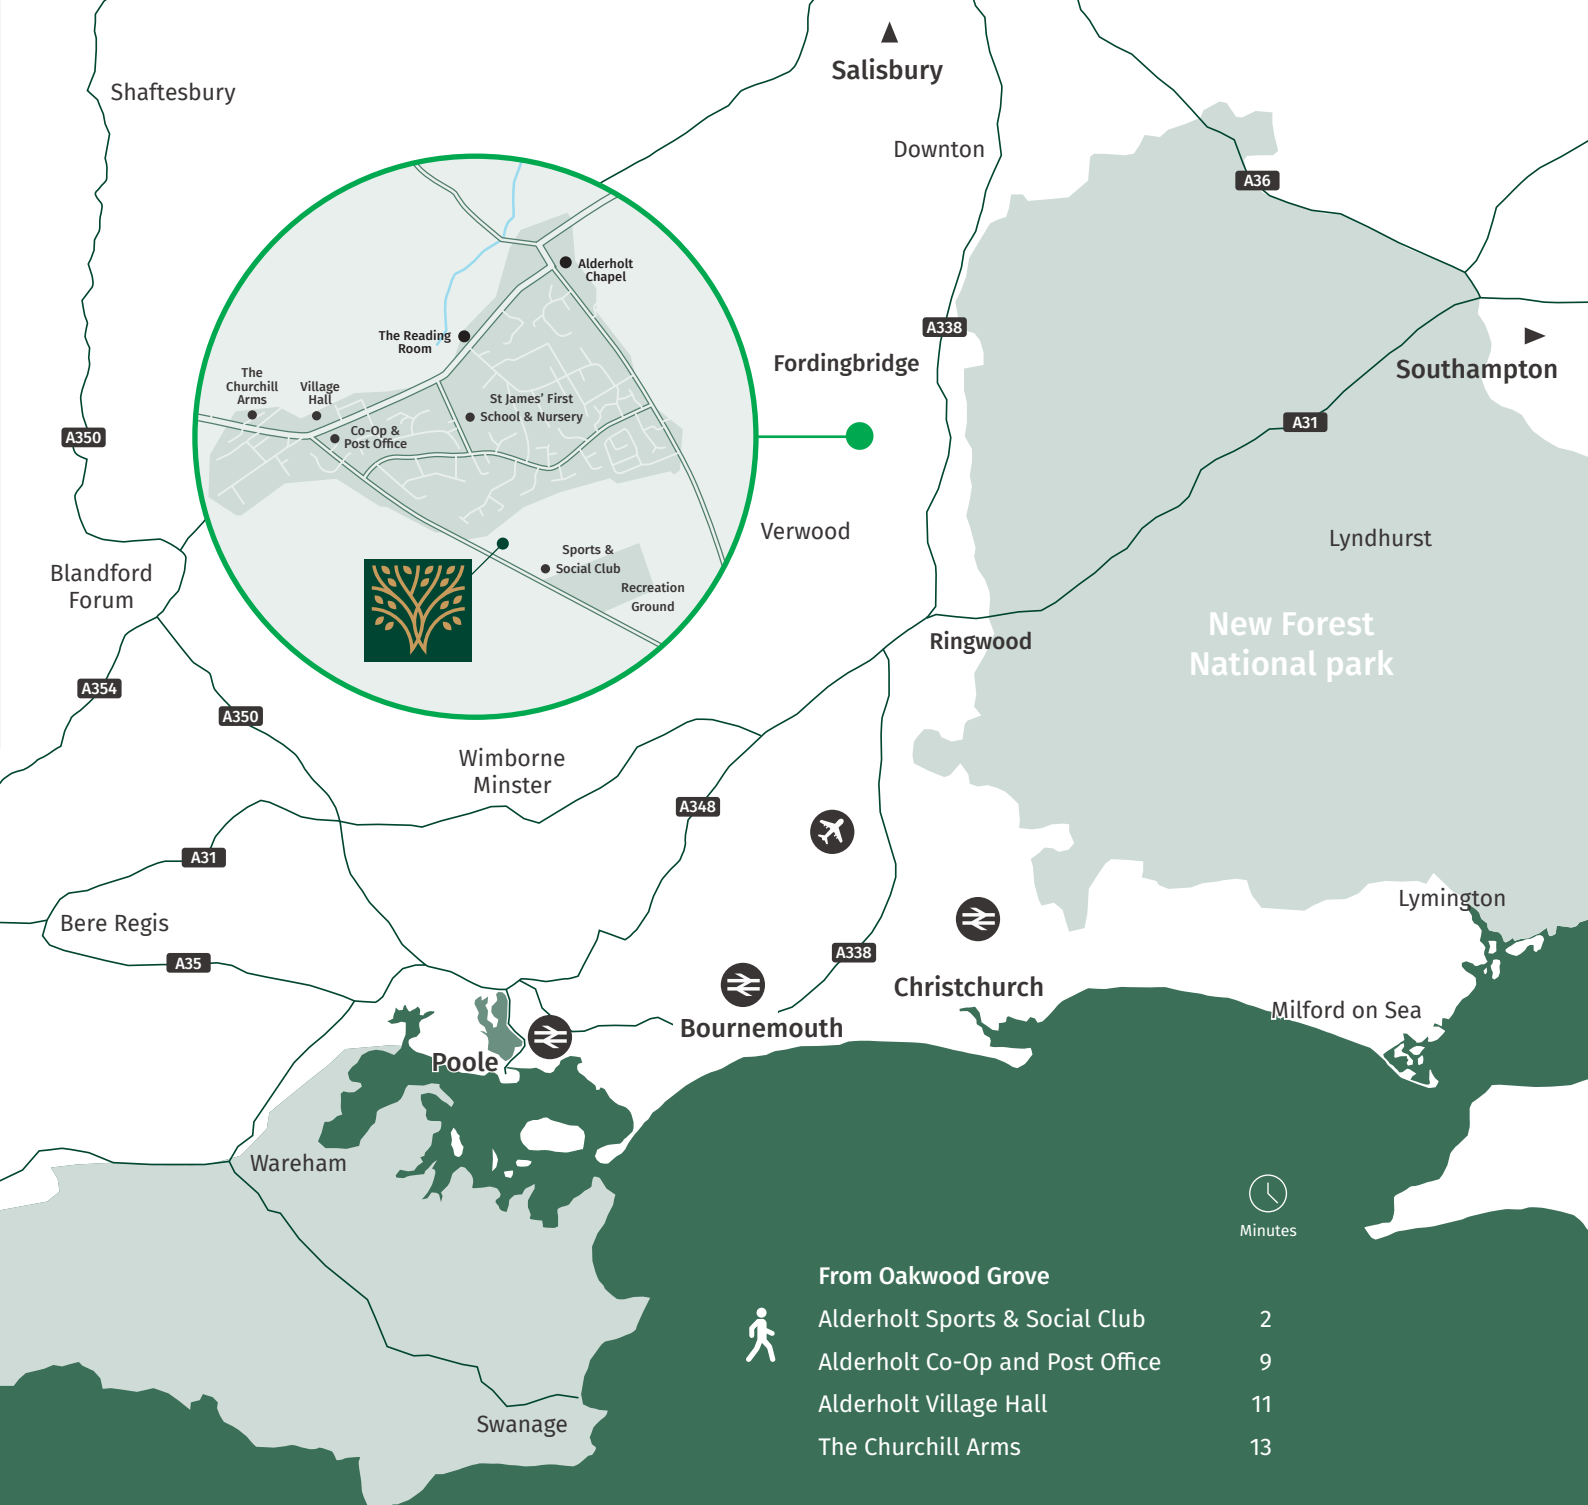 Salisbury
Shaftesbury
Downton
A36
Alderholt
Chapel
A338
The Reading
Room
Fordingbridge
Southampton
The
Churchill
Arms
Village
Hall
St James’ First
School & Nursery
Co-Op &
Post Office
A31
A350
Verwood
Lyndhurst
Sports &
Social Club
Recreation
Ground
Blandford
Forum
New Forest
National park
Ringwood
A354
A350
Wimborne
Minster
A348
A31
Bere Regis
Lymington
A35
A338
Christchurch
Milford on Sea
Bournemouth
Poole
Wareham
Minutes
From Oakwood Grove
Alderholt Sports & Social Club 2
Alderholt Co-Op and Post Office 9
Alderholt Village Hall 11
The Churchill Arms 13
Swanage